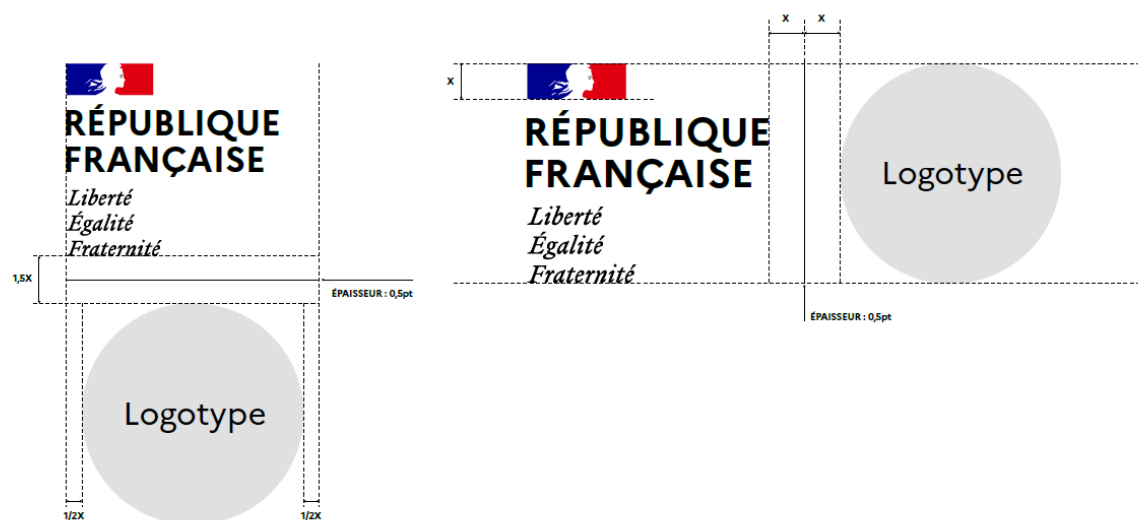 RÉPUBLIQUE
FRANÇAISE
Liberté
Égalité
Fraternité
1,5X
ÉPAISSEUR : 0,5pt
Logotype
1/2X
1/2X
X
X
X
RÉPUBLIQUE
FRANÇAISE
Liberté
Égalité
Fraternité
Logotype
ÉPAISSEUR : 0,5pt